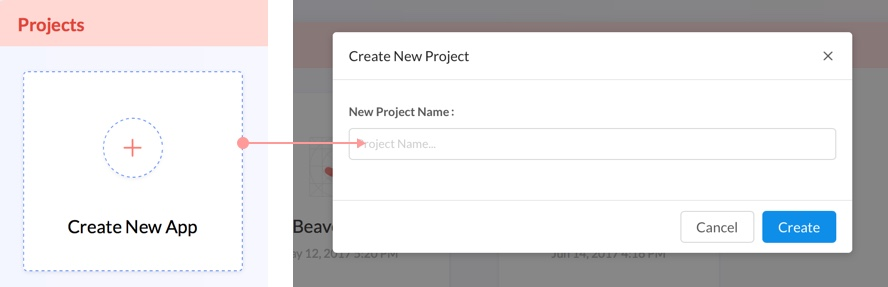 Projects
Create New App
Create New Project
New Project Name:
Project Name...
Cancel
Create
Beav
May 12, 2017 5:20 PM
Jun 14, 2017 4:18 PM